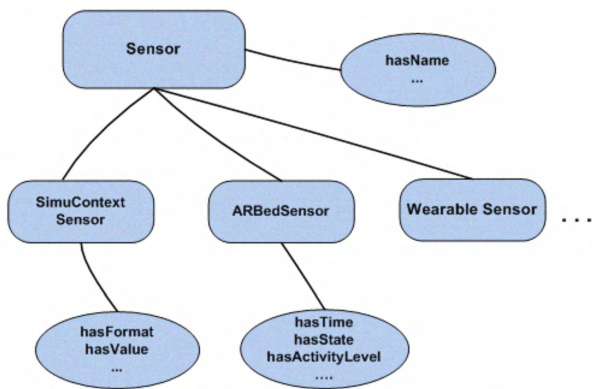 Sensor
hasName
...
SimuContext
Sensor
ARBedSensor
Wearable Sensor
...
hasFormat
hasValue
...
hasTime
hasState
hasActivityLevel
....